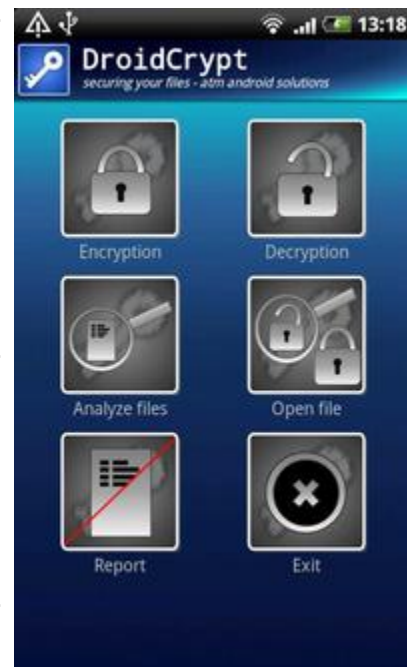 13:18
DroidCrypt
securing your files - atm android solutions
Encryption
Decryption
Analyze files
Open file
Report
Exit